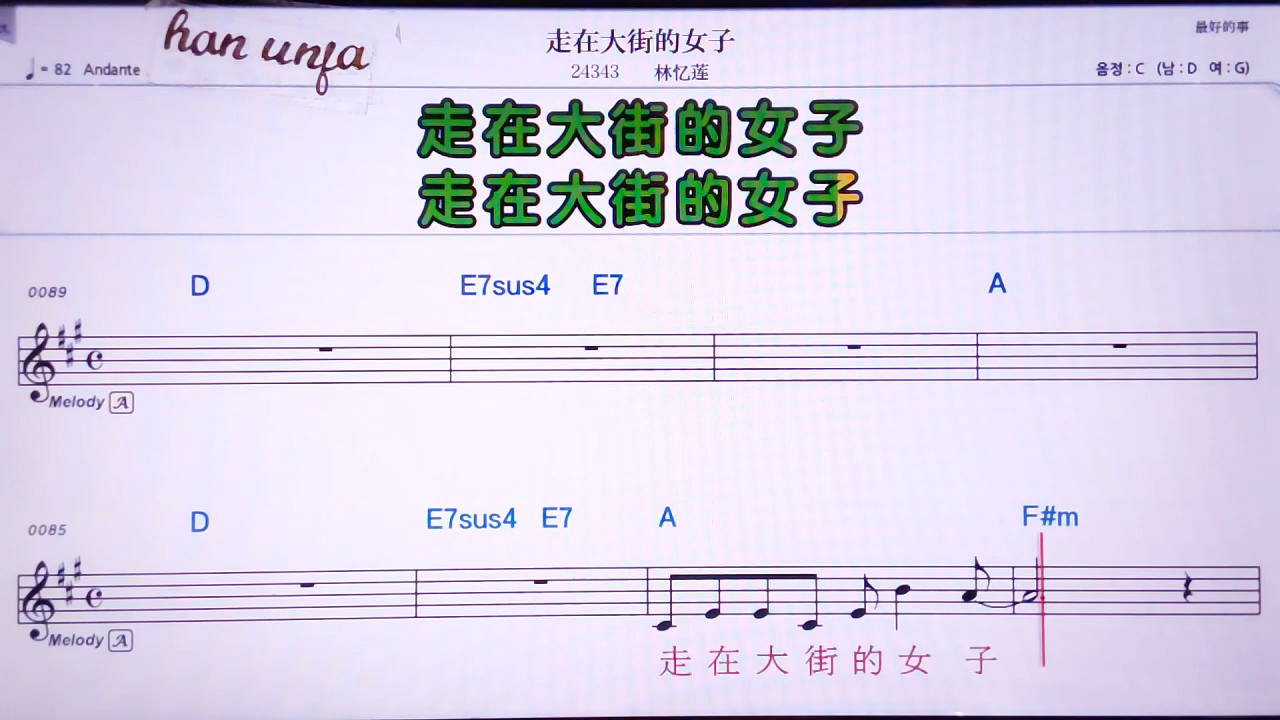 han unfa
走在大街的女子
最好的事
♩= 82 Andante
24343 林忆莲
음정 : C (남 : D 여 : G)
走在大街的女子
走在大街的女子
0089 D E7sus4 E7 A
Melody A
0085 D E7sus4 E7 A F#m
Melody A
走 在 大 街 的 女 子